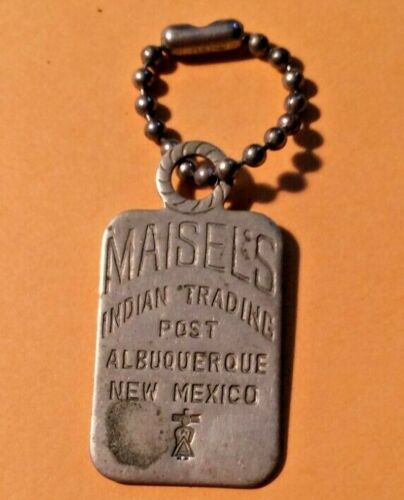 MAISEL'S
INDIAN TRADING
POST
ALBUQUERQUE
NEW MEXICO